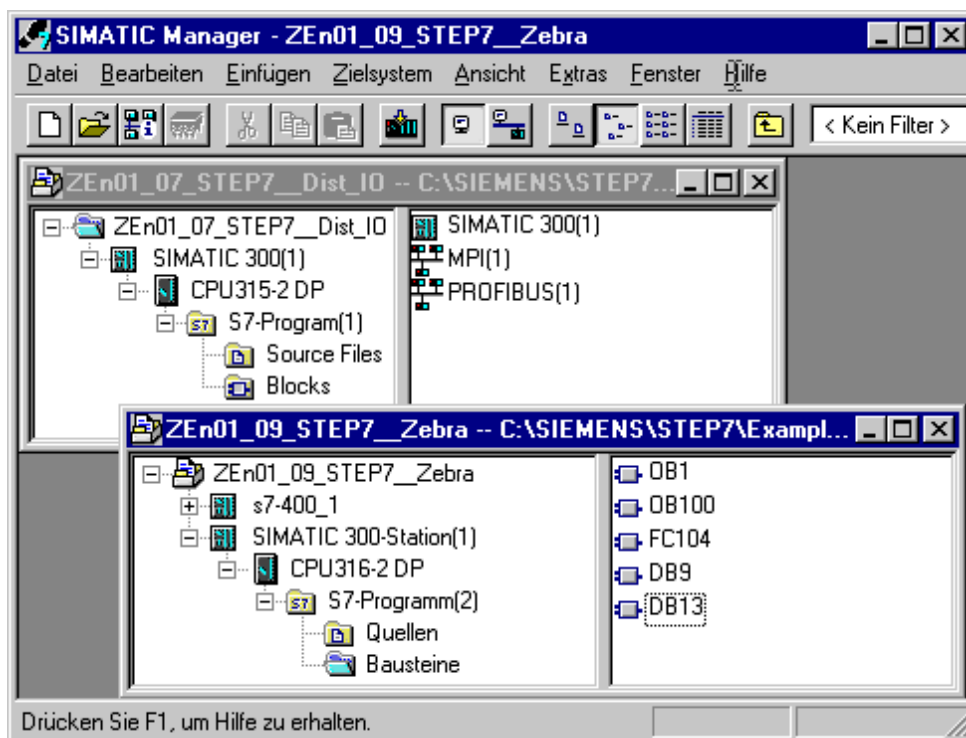 SIMATIC Manager - ZEn01_09_STEP7__Zebra
Datei Bearbeiten Einfügen Zielsystem Ansicht Extras Fenster Hilfe
< Kein Filter >
ZEn01_07_STEP7__Dist_IO -- C:\SIEMENS\STEP7...
ZEn01_07_STEP7__Dist_IO
SIMATIC 300(1)
CPU315-2 DP
S7-Program(1)
Source Files
Blocks
SIMATIC 300(1)
MPI(1)
PROFIBUS(1)
ZEn01_09_STEP7__Zebra -- C:\SIEMENS\STEP7\Exampl...
ZEn01_09_STEP7__Zebra
s7-400_1
SIMATIC 300-Station(1)
CPU316-2 DP
S7-Programm(2)
Quellen
Bausteine
OB1
OB100
FC104
DB9
DB13
Drücken Sie F1, um Hilfe zu erhalten.